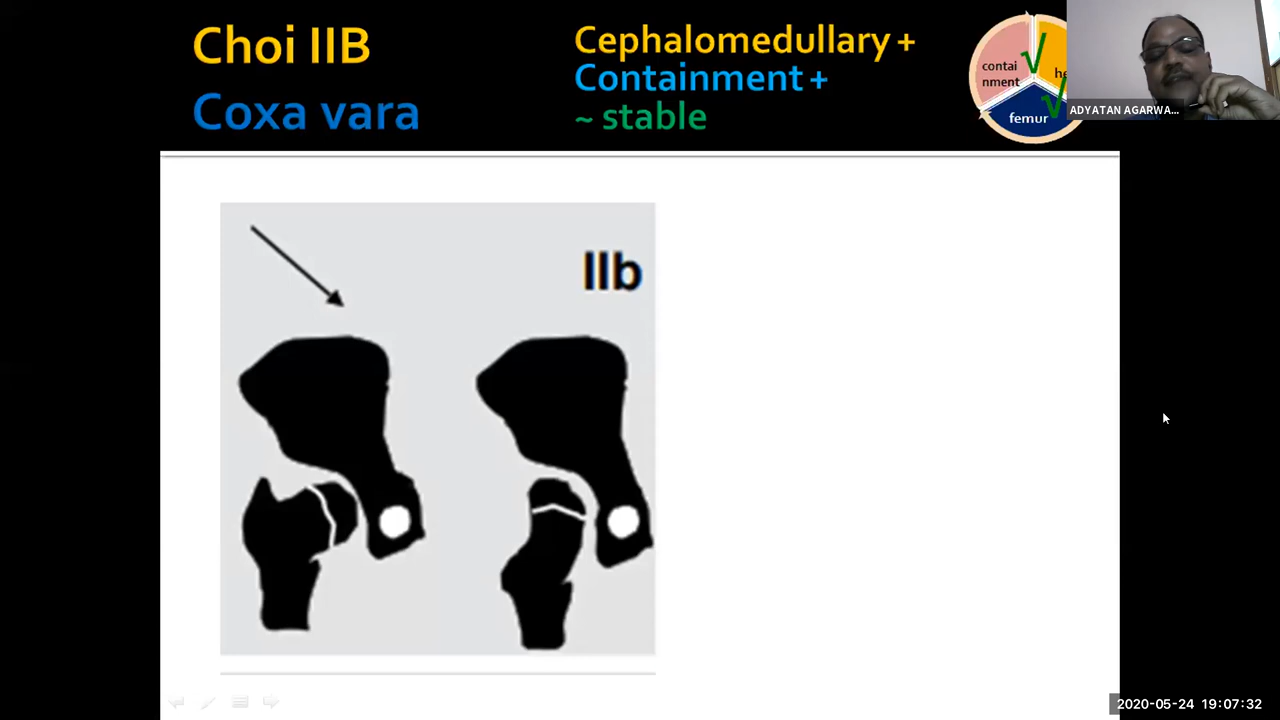 Choi IIB
Coxa vara
Cephalomedullary +
Containment +
~ stable
contai
nment
he
femur
ADYATAN AGARWA...
IIb
2020-05-24 19:07:32